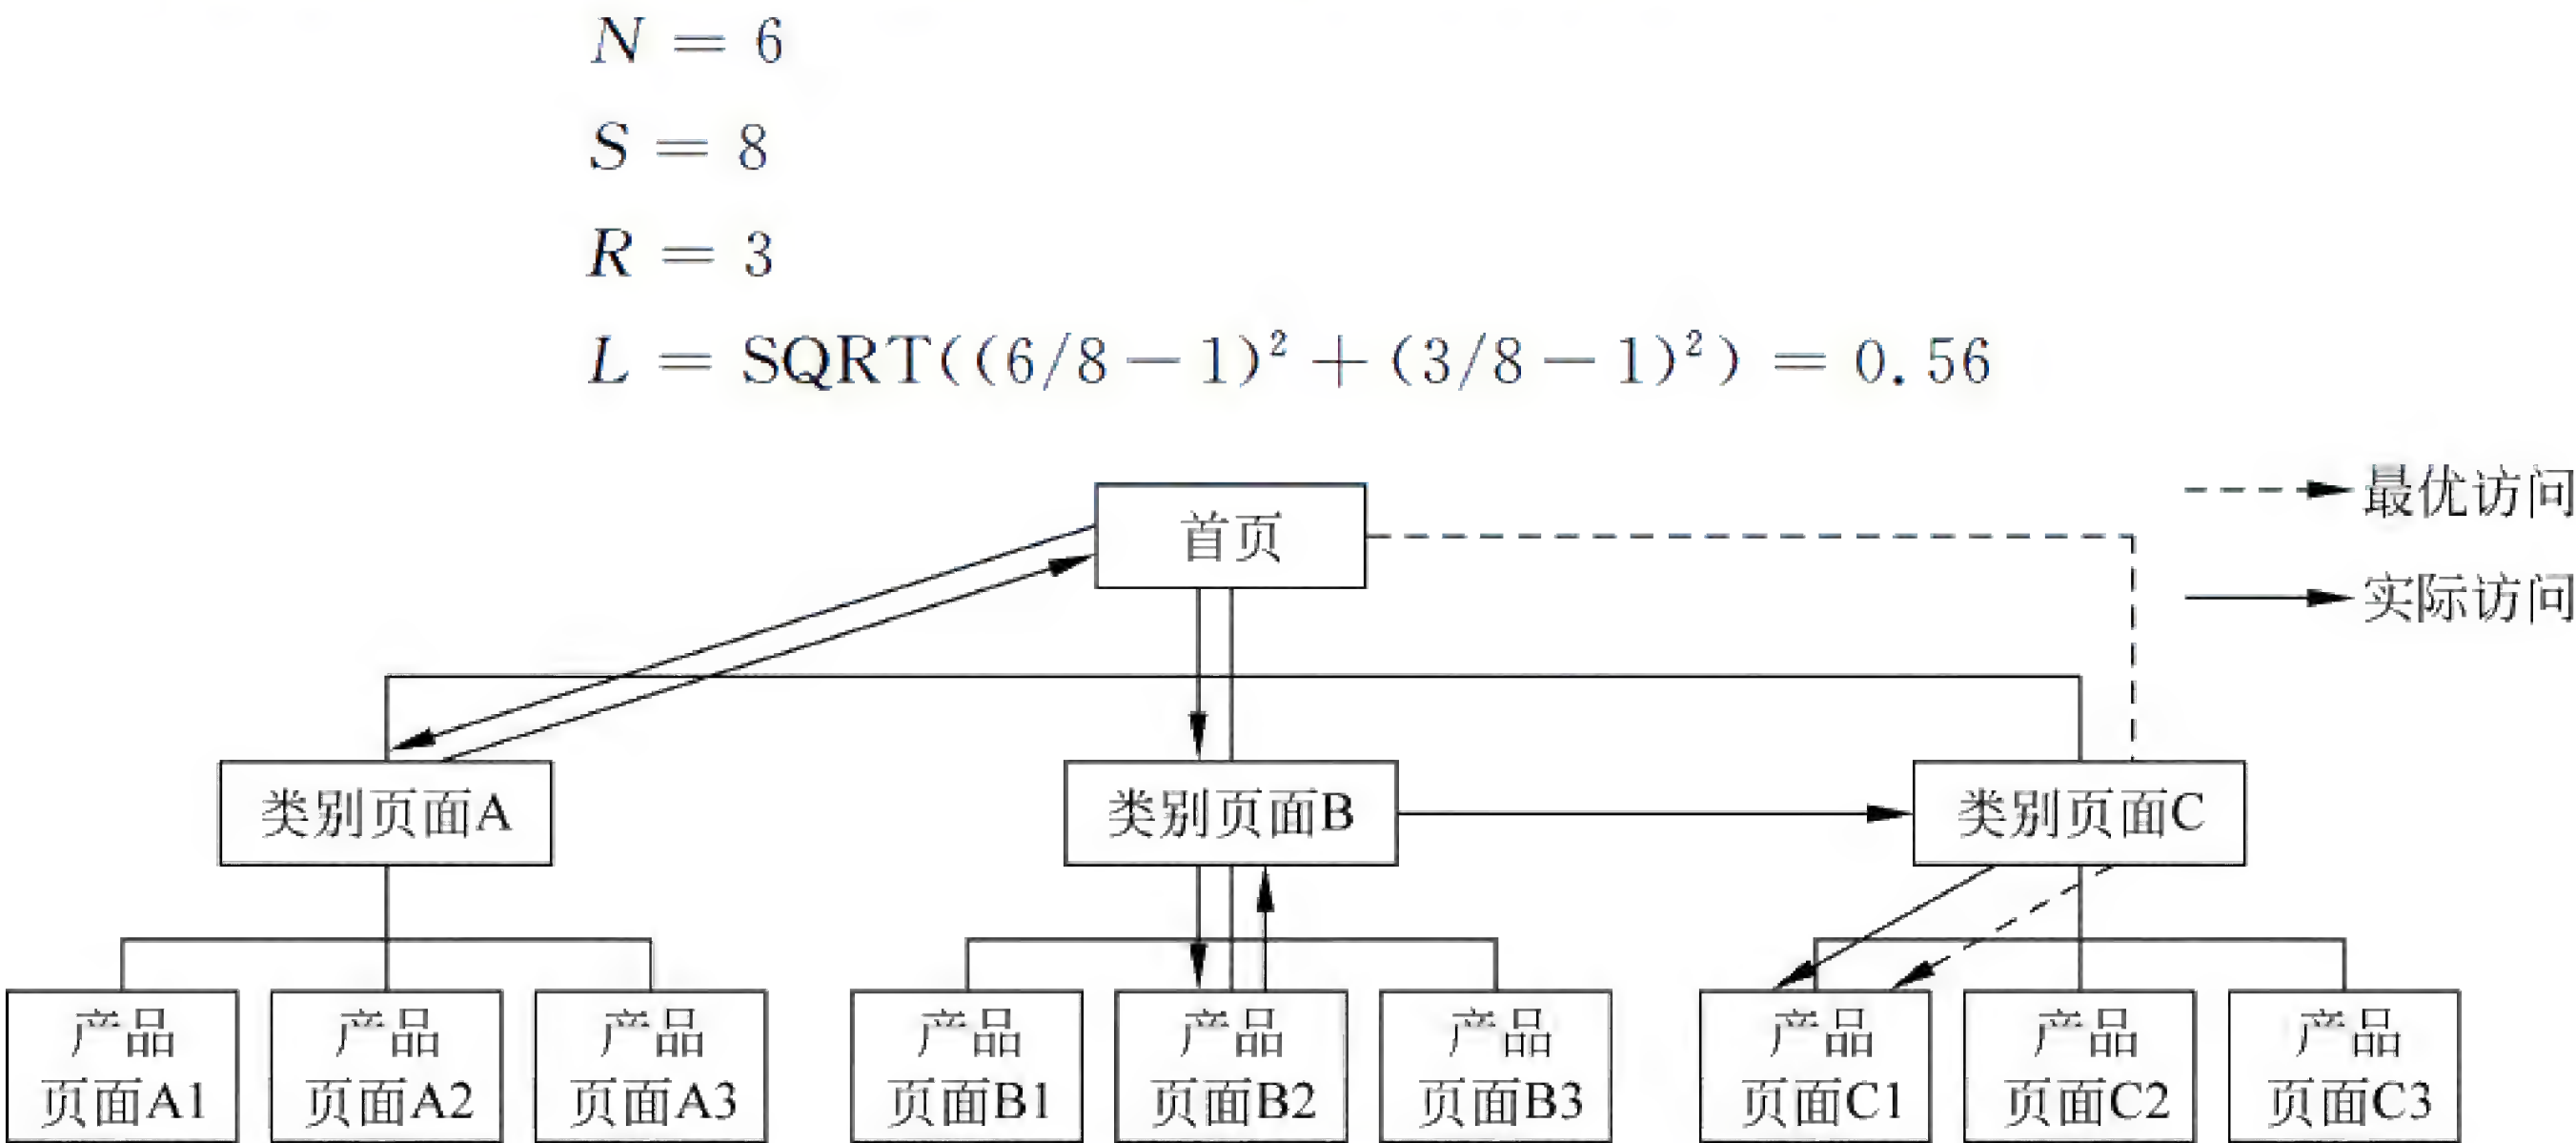 N = 6
S = 8
R = 3
L = SQRT((6/8－1)²＋(3/8－1)²) = 0.56
最优访问
首页
实际访问
类别页面A
类别页面B
类别页面C
产品 产品 产品 产品 产品 产品 产品 产品 产品
页面A1 页面A2 页面A3 页面B1 页面B2 页面B3 页面C1 页面C2 页面C3